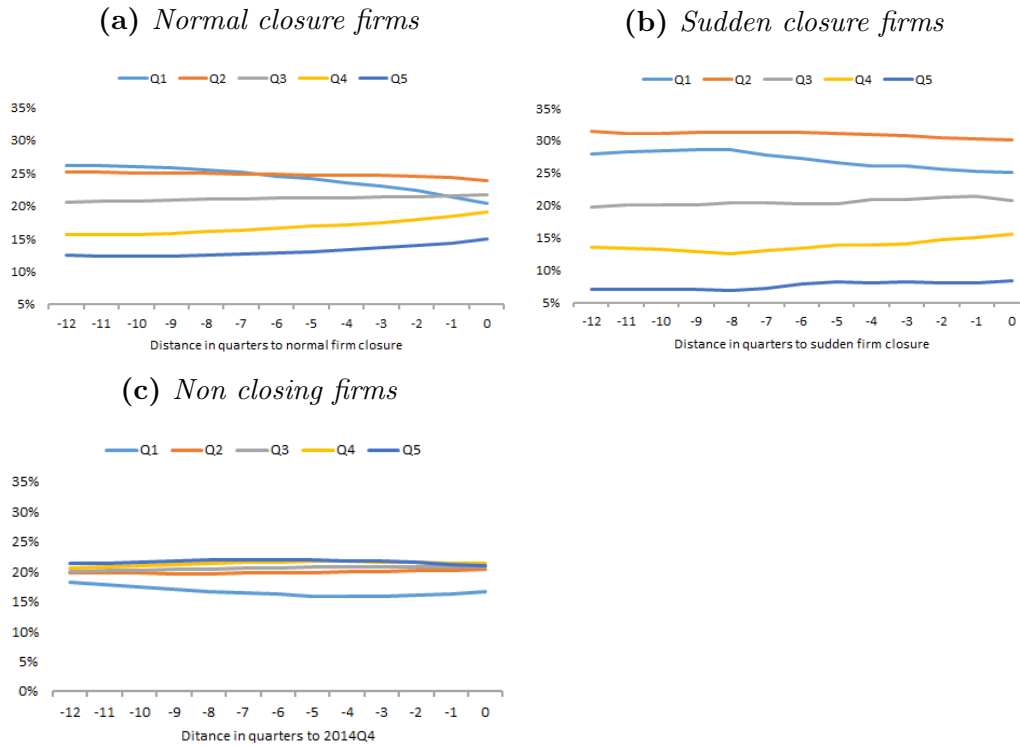 (a) Normal closure firms
Q1 Q2 Q3 Q4 Q5
35%
30%
25%
20%
15%
10%
5%
-12 -11 -10 -9 -8 -7 -6 -5 -4 -3 -2 -1 0
Distance in quarters to normal firm closure
(b) Sudden closure firms
Q1 Q2 Q3 Q4 Q5
35%
30%
25%
20%
15%
10%
5%
-12 -11 -10 -9 -8 -7 -6 -5 -4 -3 -2 -1 0
Distance in quarters to sudden firm closure
(c) Non closing firms
Q1 Q2 Q3 Q4 Q5
35%
30%
25%
20%
15%
10%
5%
0%
-12 -11 -10 -9 -8 -7 -6 -5 -4 -3 -2 -1 0
Ditance in quarters to 2014Q4